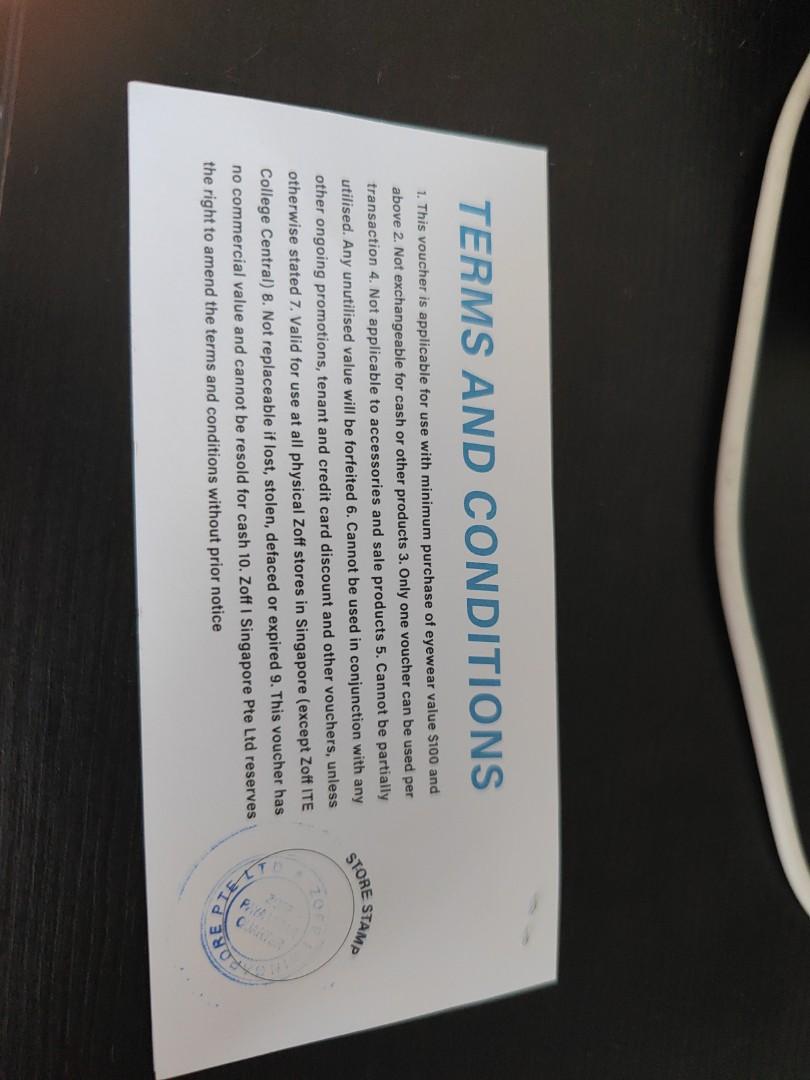 TERMS AND CONDITIONS
1. This voucher is applicable for use with minimum purchase of eyewear value $100 and
above 2. Not exchangeable for cash or other products 3. Only one voucher can be used per
transaction 4. Not applicable to accessories and sale products 5. Cannot be partially
utilised. Any unutilised value will be forfeited 6. Cannot be used in conjunction with any
other ongoing promotions, tenant and credit card discount and other vouchers, unless
otherwise stated 7. Valid for use at all physical Zoff stores in Singapore (except Zoff ITE
College Central) 8. Not replaceable if lost, stolen, defaced or expired 9. This voucher has
no commercial value and cannot be resold for cash 10. Zoff I Singapore Pte Ltd reserves
the right to amend the terms and conditions without prior notice
STORE STAMP
PTE LTD
QUARTER